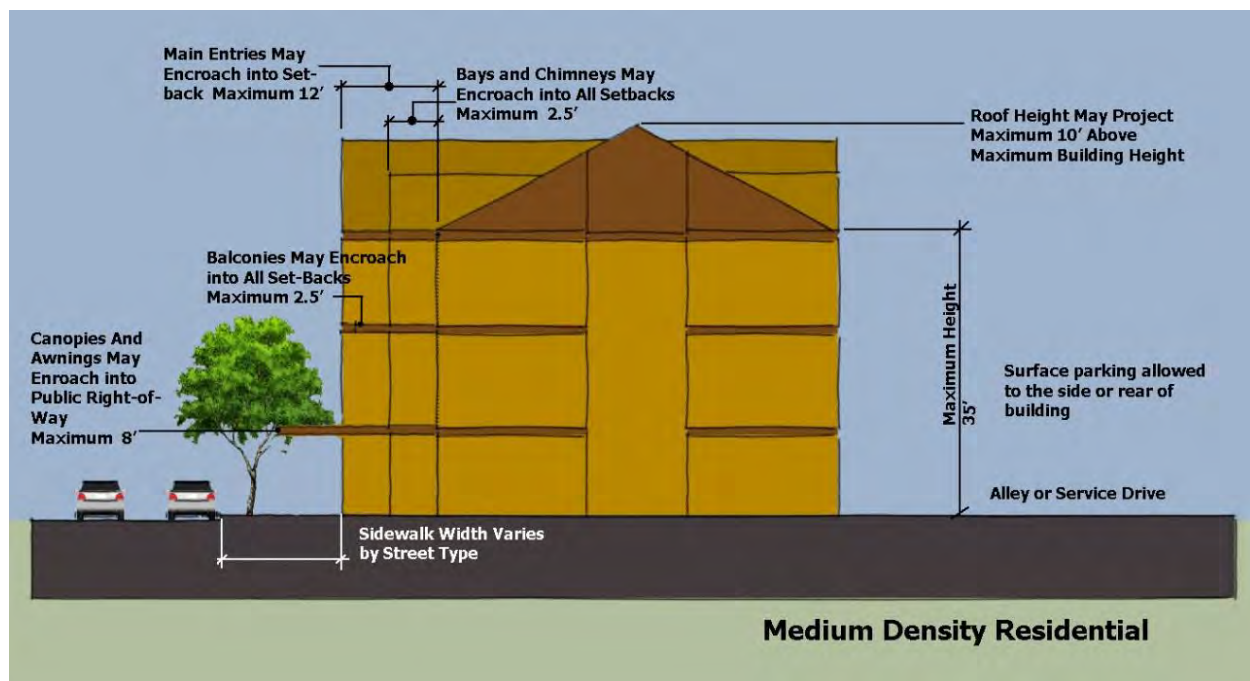 Main Entries May
Encroach into Set-
back Maximum 12'
Bays and Chimneys May
Encroach into All Setbacks
Maximum 2.5'
Roof Height May Project
Maximum 10' Above
Maximum Building Height
Balconies May Encroach
into All Set-Backs
Maximum 2.5'
Canopies And
Awnings May
Enroach into
Public Right-of-
Way
Maximum 8'
Maximum Height
35'
Surface parking allowed
to the side or rear of
building
Alley or Service Drive
Sidewalk Width Varies
by Street Type
Medium Density Residential